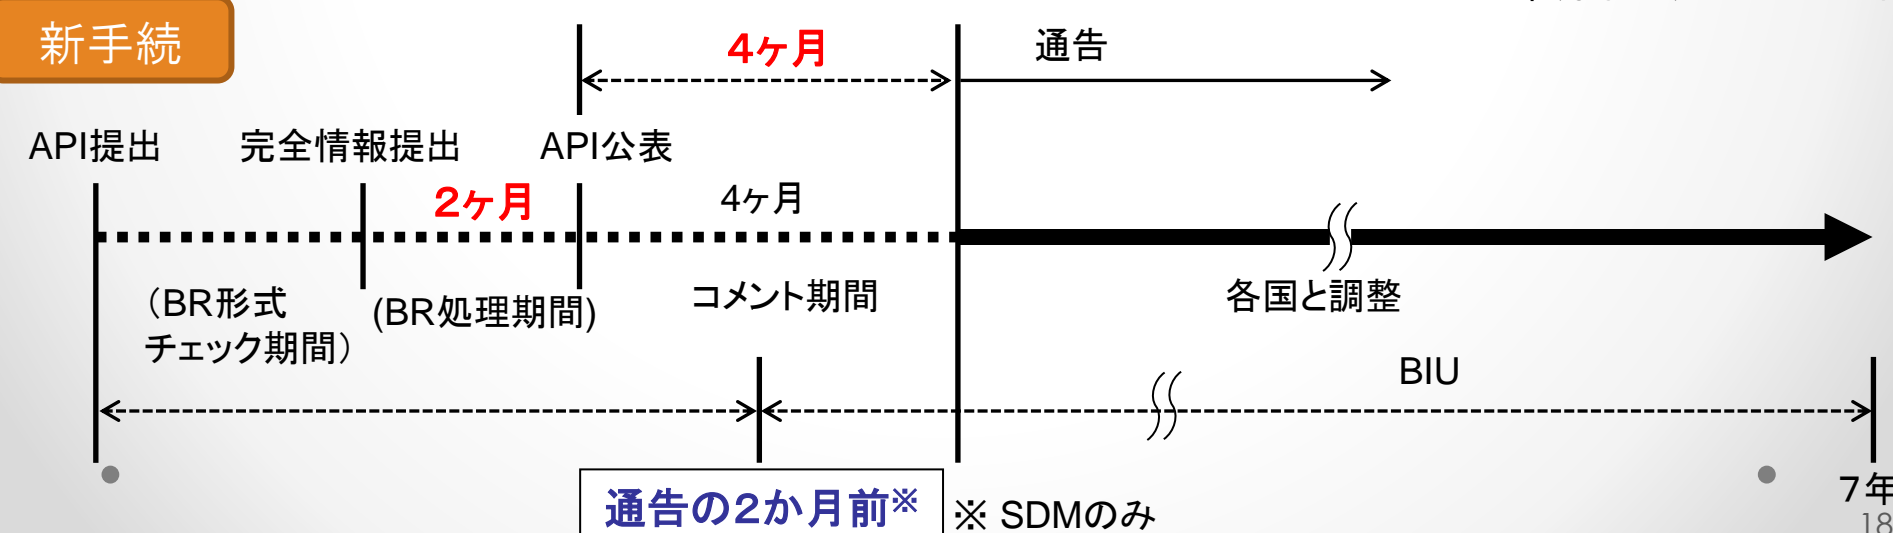 新手続
4ヶ月
通告
API提出
完全情報提出
API公表
2ヶ月
4ヶ月
（BR形式
チェック期間）
(BR処理期間)
コメント期間
各国と調整
BIU
通告の2か月前※
※ SDMのみ
7年
18